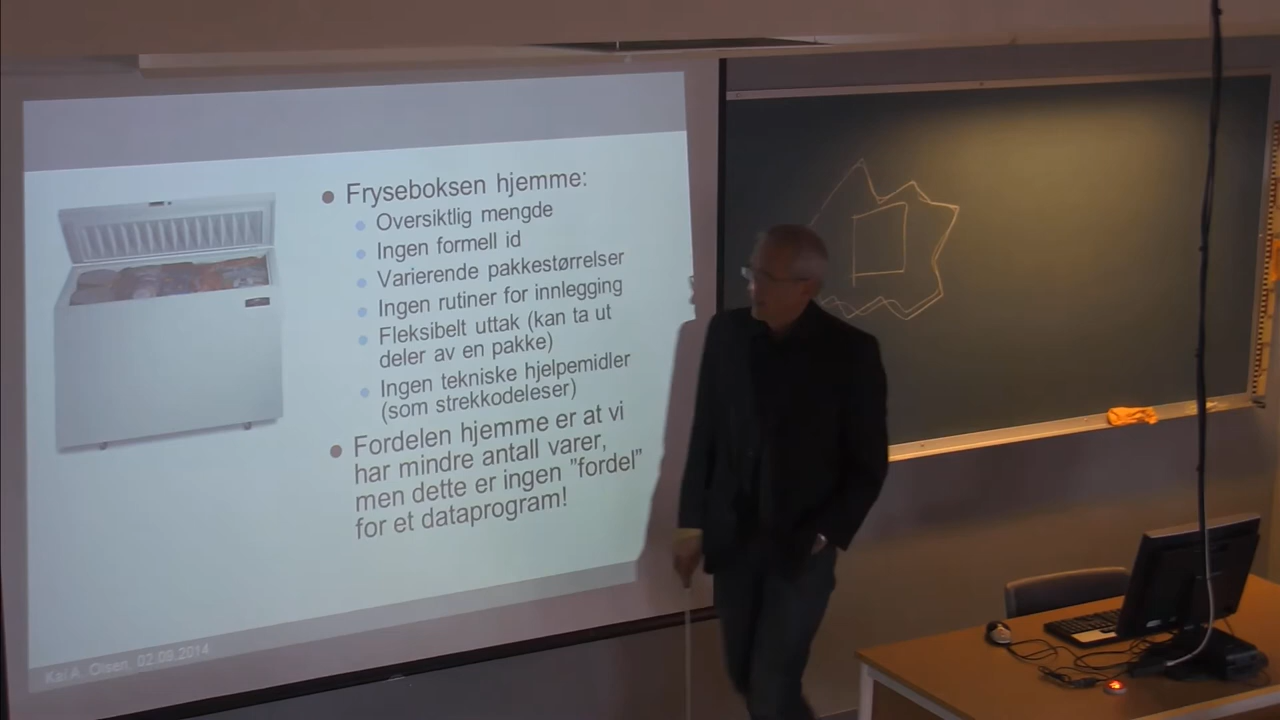 Fryseboksen hjemme:
Oversiktlig mengde
Ingen formell id
Varierende pakkestørrelser
Ingen rutiner for innlegging
Fleksibelt uttak (kan ta ut
deler av en pakke)
Ingen tekniske hjelpemidler
(som strekkodeleser)
Fordelen hjemme er at vi
har mindre antall varer,
men dette er ingen "fordel"
for et dataprogram!
Kai A. Olsen, 02.09.2014